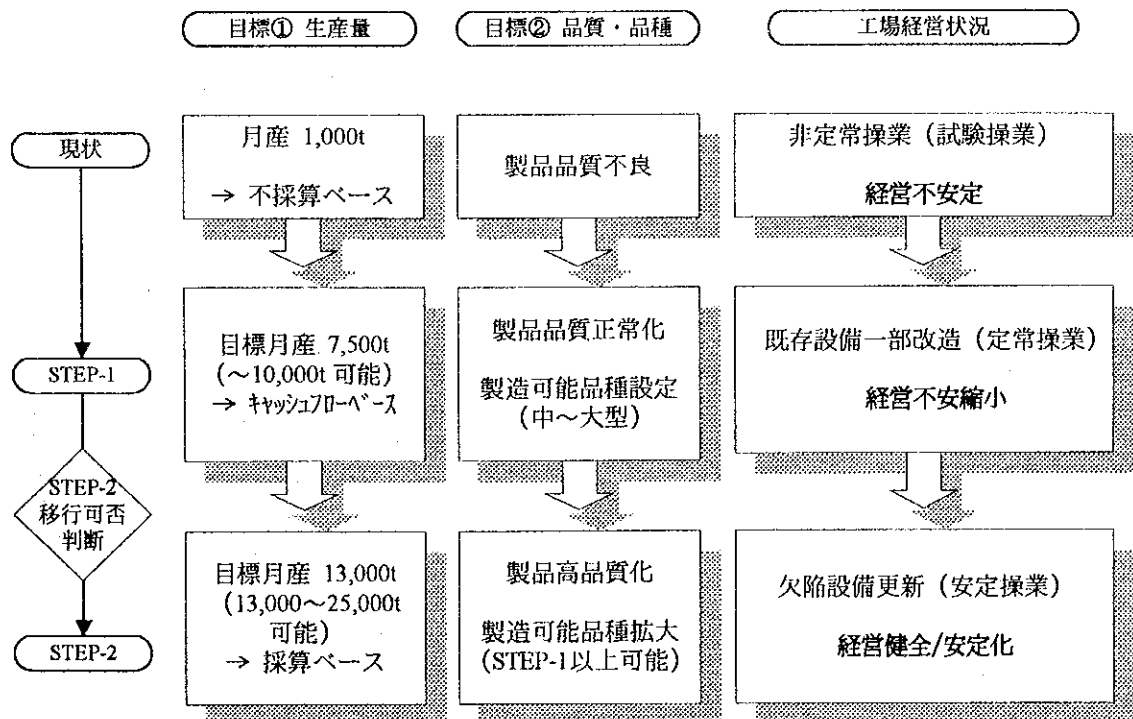 目標① 生産量
目標② 品質・品種
工場経営状況
現状
月産 1,000t
→ 不採算ベース
製品品質不良
非定常操業（試験操業）
経営不安定
STEP-1
目標月産 7,500t
（～10,000t 可能）
→ ｷｬｯｼｭﾌﾛｰﾍﾞｰｽ
製品品質正常化
製造可能品種設定
（中～大型）
既存設備一部改造（定常操業）
経営不安縮小
STEP-2
移行可否
判断
STEP-2
目標月産 13,000t
（13,000～25,000t
可能）
→ 採算ベース
製品高品質化
製造可能品種拡大
（STEP-1以上可能）
欠陥設備更新（安定操業）
経営健全/安定化